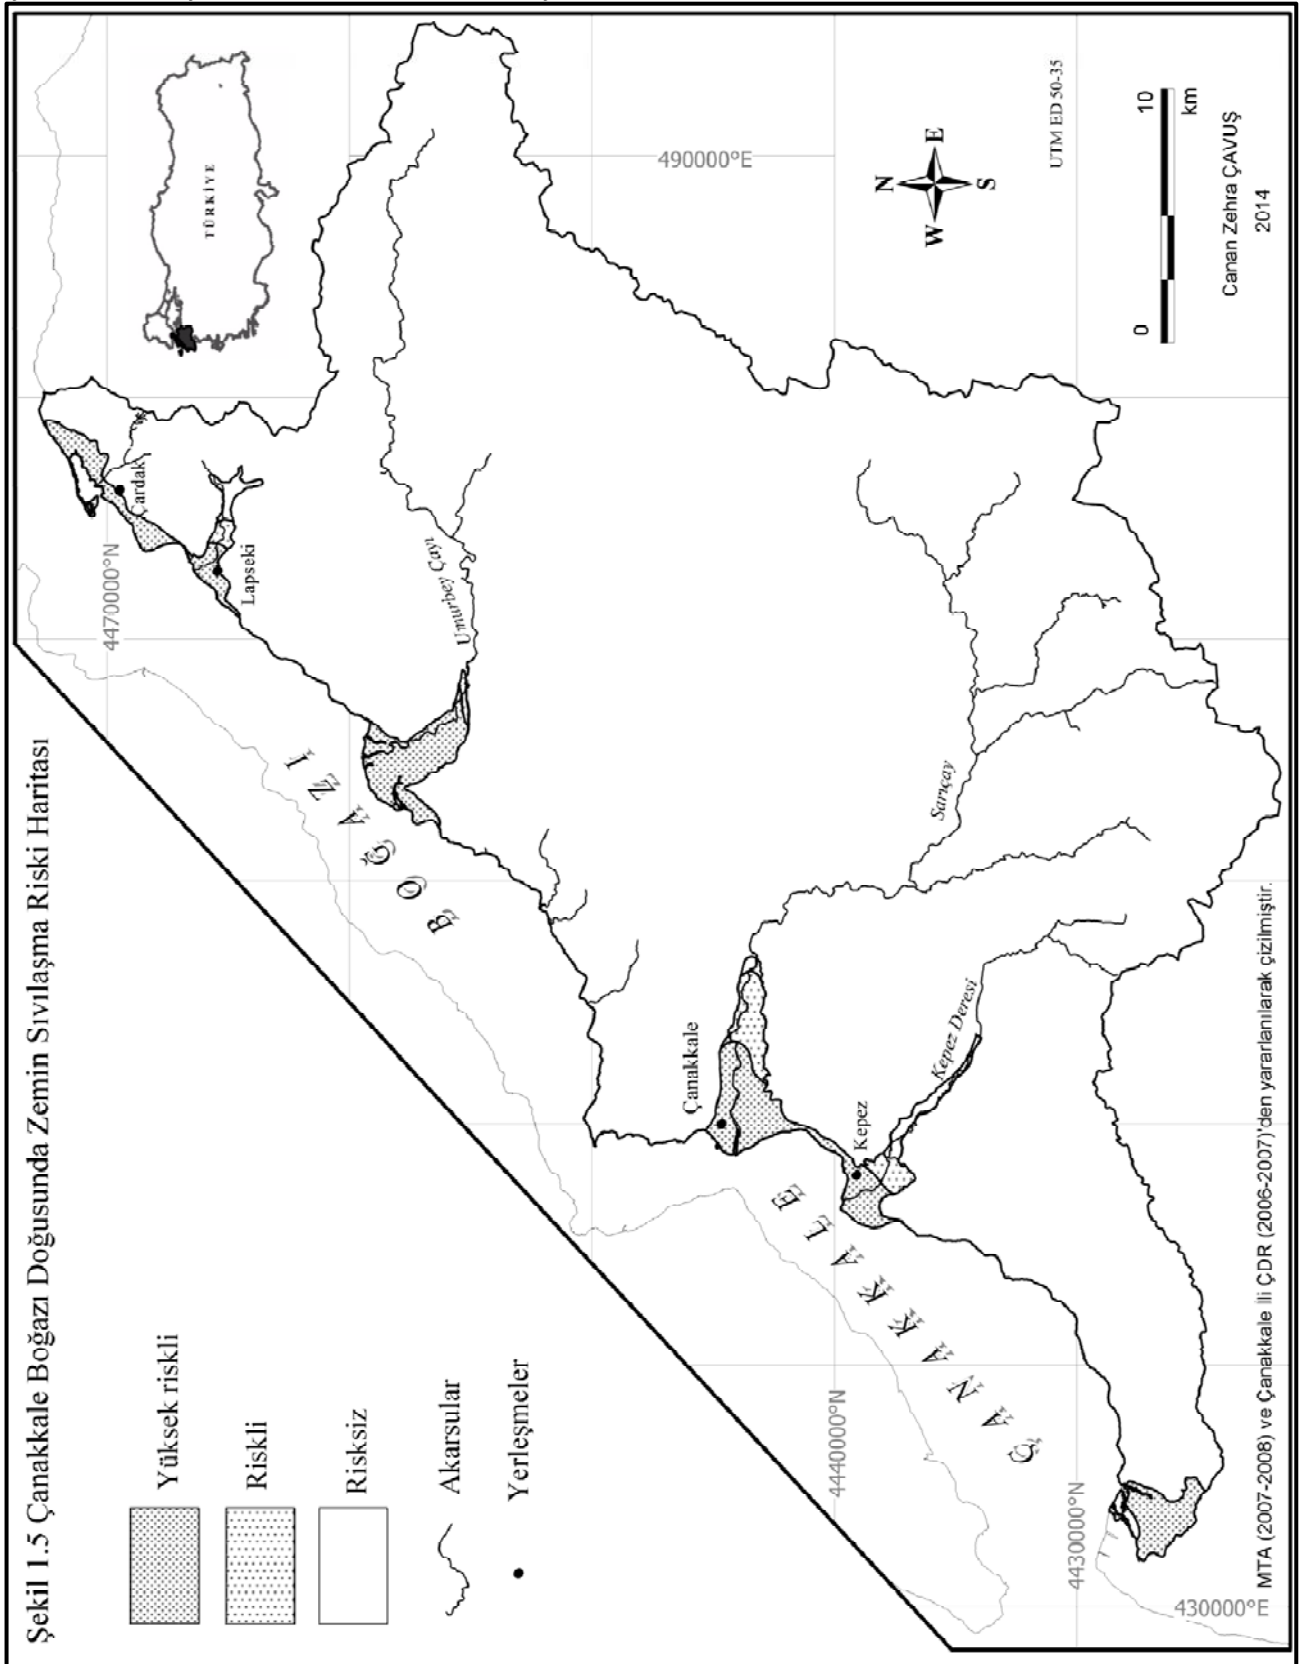 Şekil 1.5 Çanakkale Boğazı Doğusunda Zemin Sıvılaşma Riski Haritası
Yüksek riskli
Riskli
Risksiz
Akarsular
Yerleşmeler
TÜRKİYE
4470000°N
Çardak
Lapseki
Umurbey Çayı
BOĞAZI
490000°E
ÇANAKKALE
Çanakkale
Sarıçay
Kepez
Kepez Deresi
4440000°N
4430000°N
430000°E
N
W
E
S
UTM ED 50-35
0
10
km
Canan Zehra ÇAVUŞ
2014
MTA (2007-2008) ve Çanakkale İli ÇDR (2006-2007)'den yararlanılarak çizilmiştir.